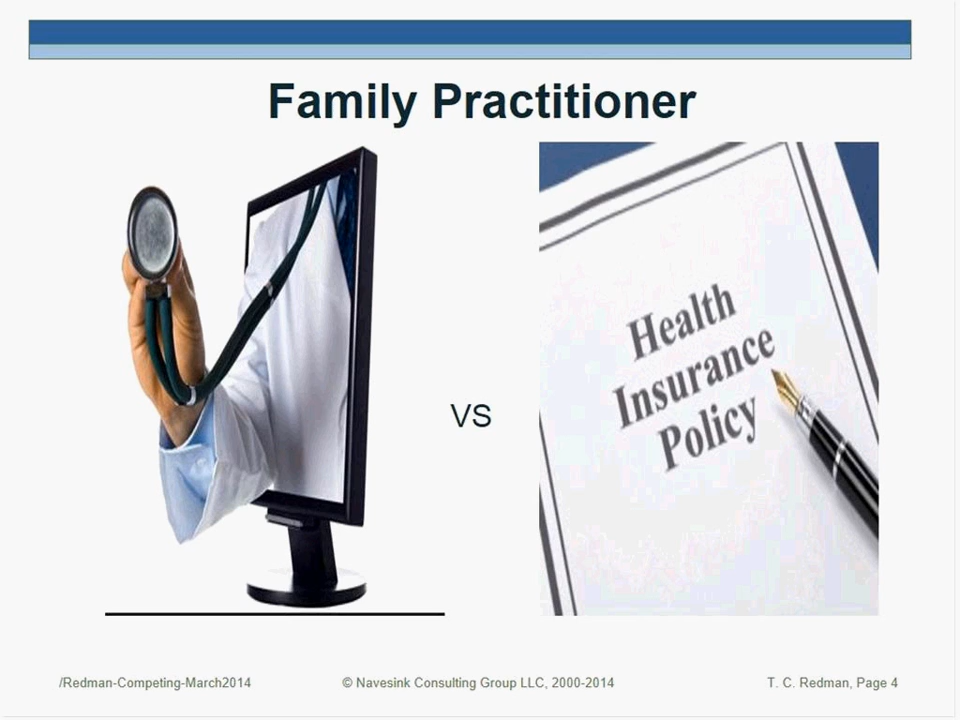 Family Practitioner
VS
Health
Insurance
Policy
/Redman-Competing-March2014
© Navesink Consulting Group LLC, 2000-2014
T. C. Redman, Page 4